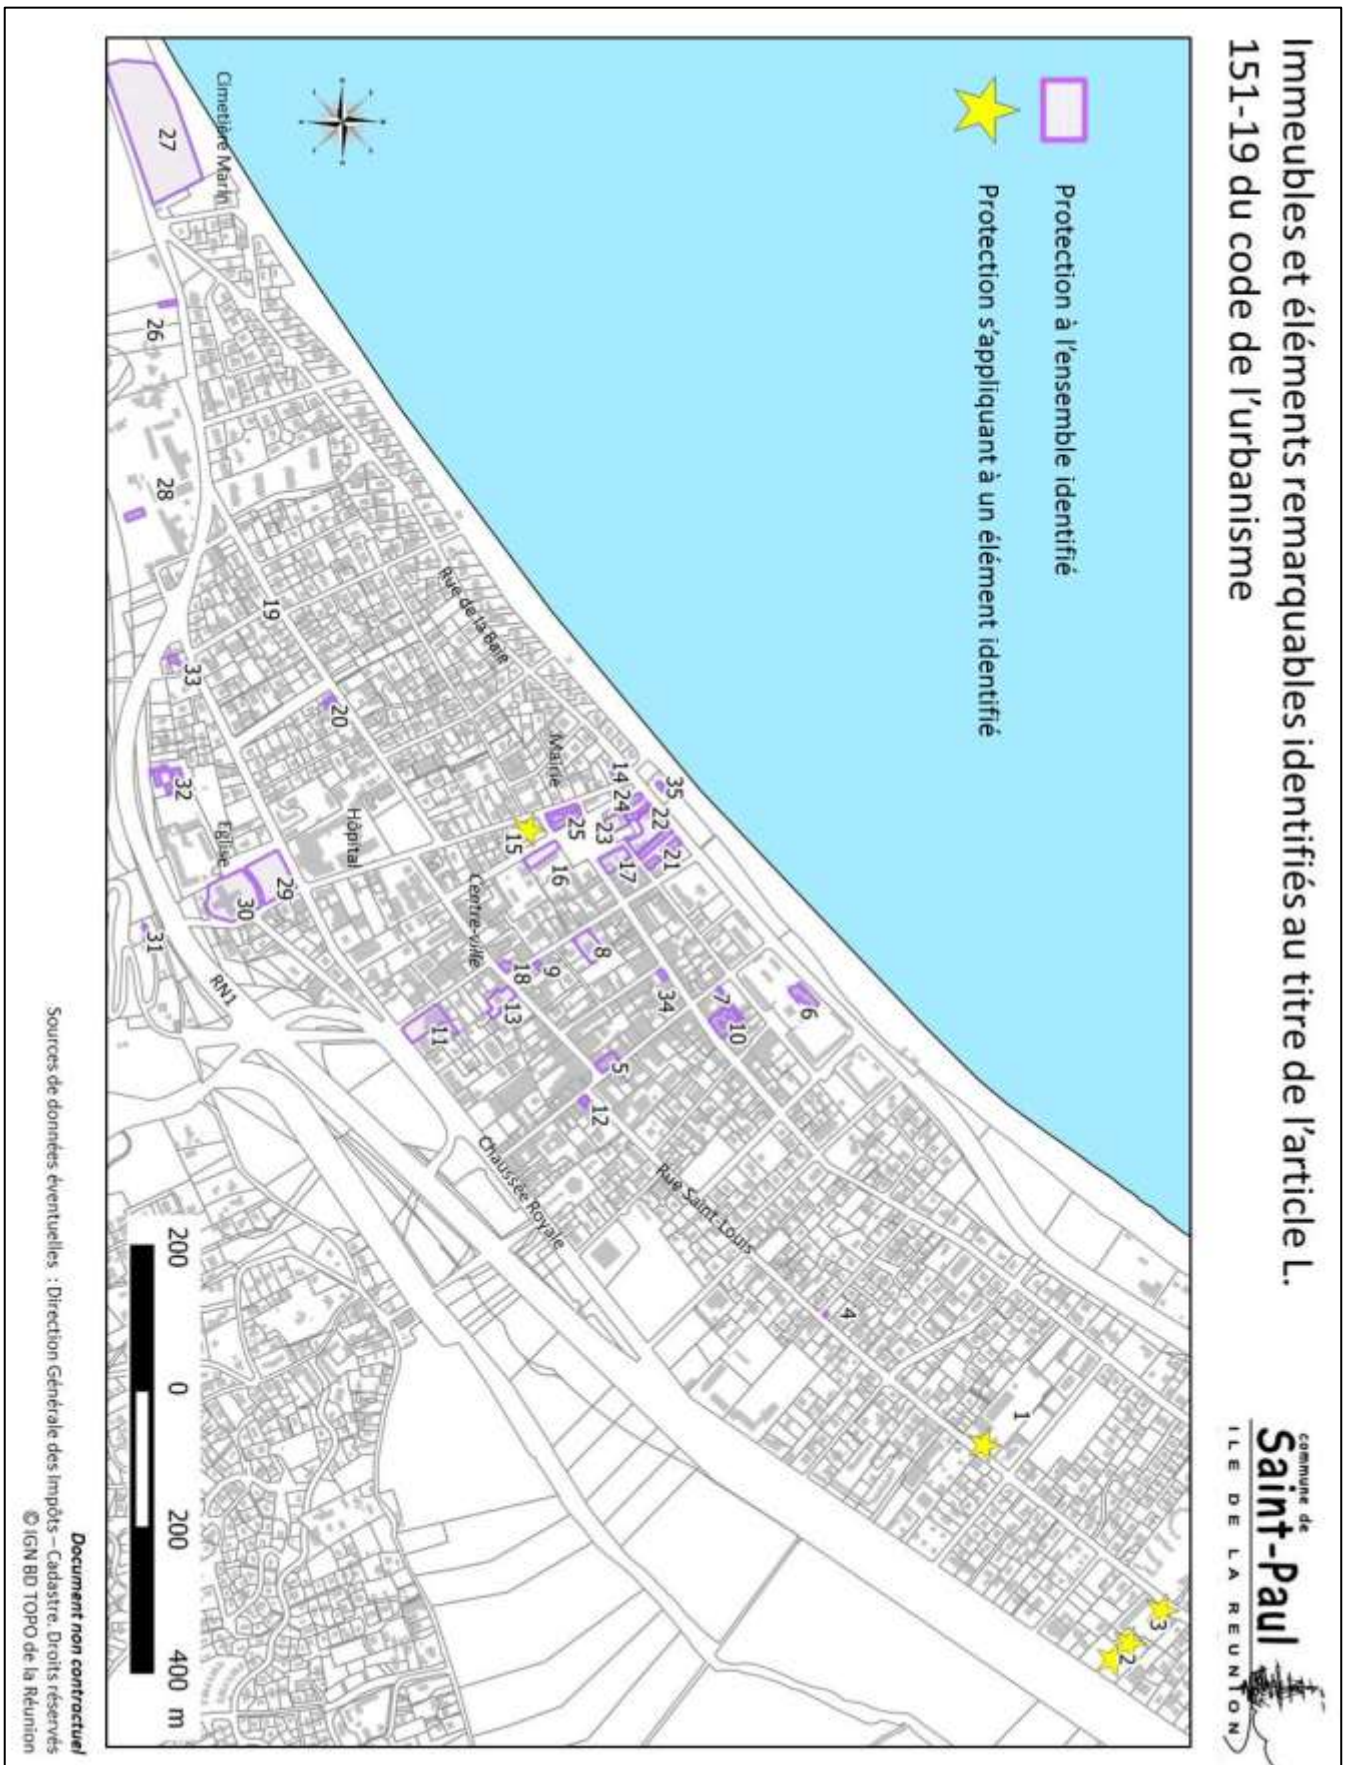 Immeubles et éléments remarquables identifiés au titre de l'article L.
151-19 du code de l'urbanisme
commune de
Saint-Paul
ILE DE LA REUNION
Protection à l'ensemble identifié
Protection s'appliquant à un élément identifié
3
2
1
4
6
35
7
10
14
24
22
21
34
23
17
8
5
12
Mairie
25
16
9
15
18
13
Rue Saint-Louis
Rue de la Baie
Centre-ville
Chaussée Royale
11
20
Hôpital
19
29
Cimetière Marin
Eglise
30
RN1
33
32
27
28
26
31
200 0 200 400 m
Document non contractuel
Sources de données éventuelles : Direction Générale des Impôts – Cadastre. Droits réservés
© IGN BD TOPO de la Réunion